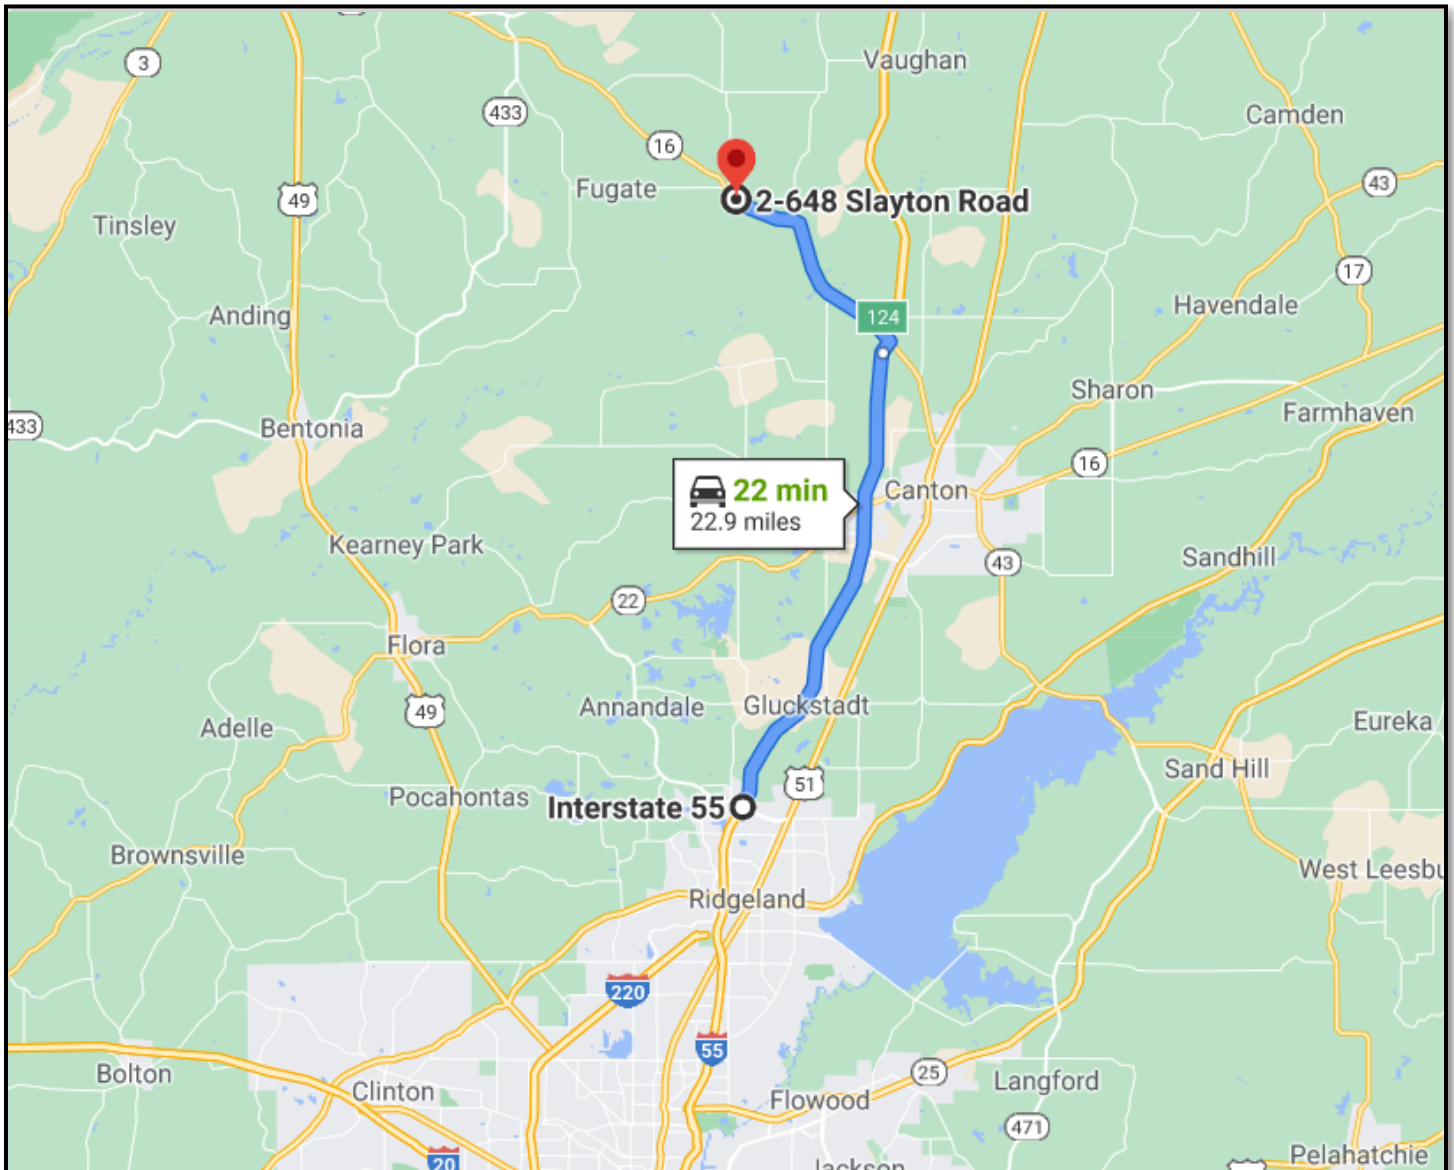 Vaughan
3
Camden
433
16
43
Fugate
49
2-648 Slayton Road
Tinsley
17
Havendale
Anding
124
Sharon
Farmhaven
433
Bentonia
16
22 min
22.9 miles
Canton
Kearney Park
Sandhill
43
22
Flora
Annandale
Gluckstadt
49
Adelle
Eureka
Sand Hill
51
Pocahontas
Interstate 55
Brownsville
West Leesbu
Ridgeland
220
55
Bolton
25
Langford
Clinton
Flowood
471
20
Jackson
Pelahatchie